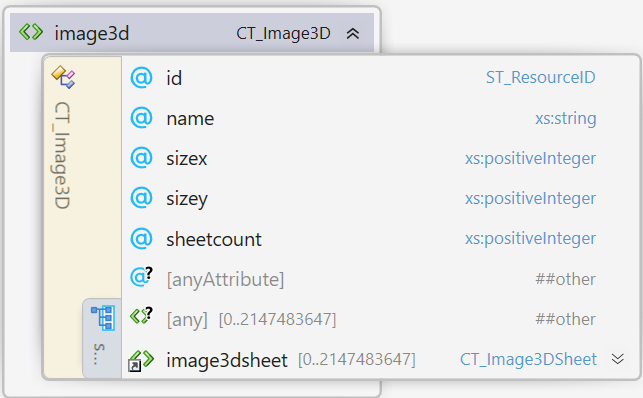 image3d CT_Image3D
CT_Image3D
id ST_ResourceID
name xs:string
sizex xs:positiveInteger
sizey xs:positiveInteger
sheetcount xs:positiveInteger
[anyAttribute] ##other
[any] [0..2147483647] ##other
S...
image3dsheet [0..2147483647] CT_Image3DSheet